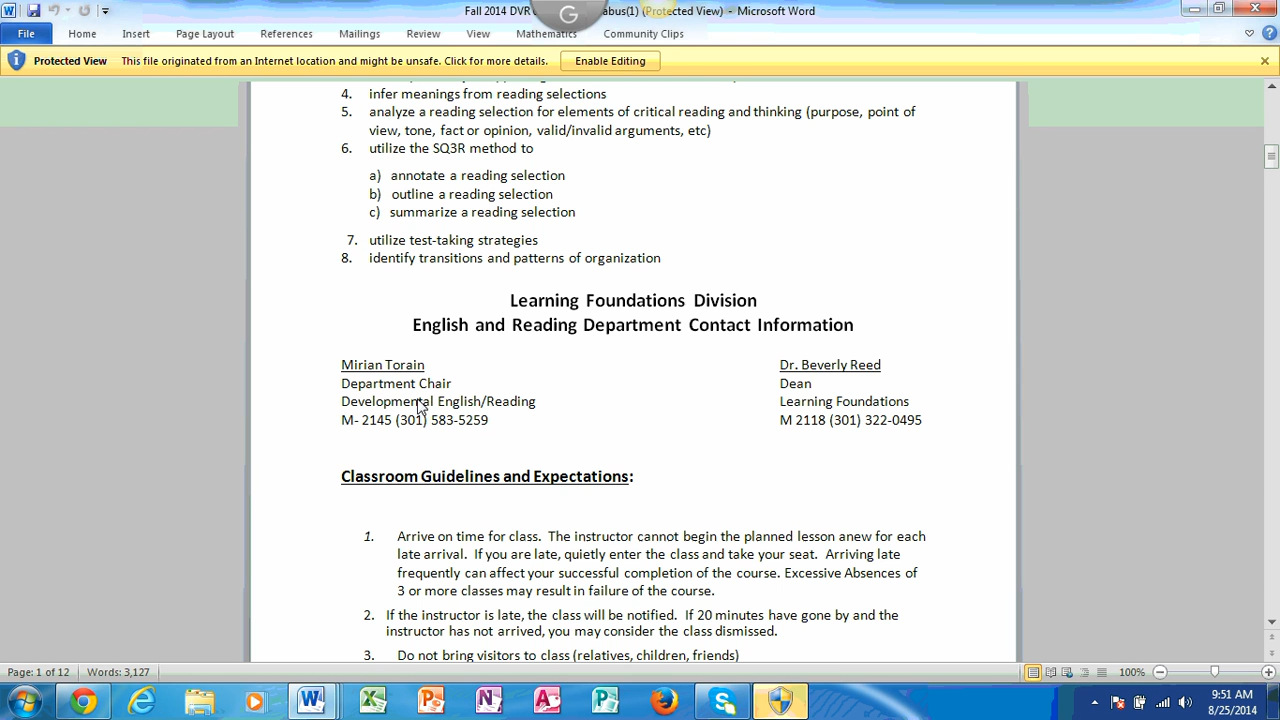 Fall 2014 DVR abus(1) (Protected View) - Microsoft Word
G
File Home Insert Page Layout References Mailings Review View Mathematics Community Clips
Protected View This file originated from an Internet location and might be unsafe. Click for more details. Enable Editing
4. infer meanings from reading selections
5. analyze a reading selection for elements of critical reading and thinking (purpose, point of
view, tone, fact or opinion, valid/invalid arguments, etc)
6. utilize the SQ3R method to
a) annotate a reading selection
b) outline a reading selection
c) summarize a reading selection
7. utilize test-taking strategies
8. identify transitions and patterns of organization
Learning Foundations Division
English and Reading Department Contact Information
Mirian Torain Dr. Beverly Reed
Department Chair Dean
Developmental English/Reading Learning Foundations
M- 2145 (301) 583-5259 M 2118 (301) 322-0495
Classroom Guidelines and Expectations:
1. Arrive on time for class. The instructor cannot begin the planned lesson anew for each
late arrival. If you are late, quietly enter the class and take your seat. Arriving late
frequently can affect your successful completion of the course. Excessive Absences of
3 or more classes may result in failure of the course.
2. If the instructor is late, the class will be notified. If 20 minutes have gone by and the
instructor has not arrived, you may consider the class dismissed.
3. Do not bring visitors to class (relatives, children, friends)
Page: 1 of 12 Words: 3,127 100%
9:51 AM
8/25/2014